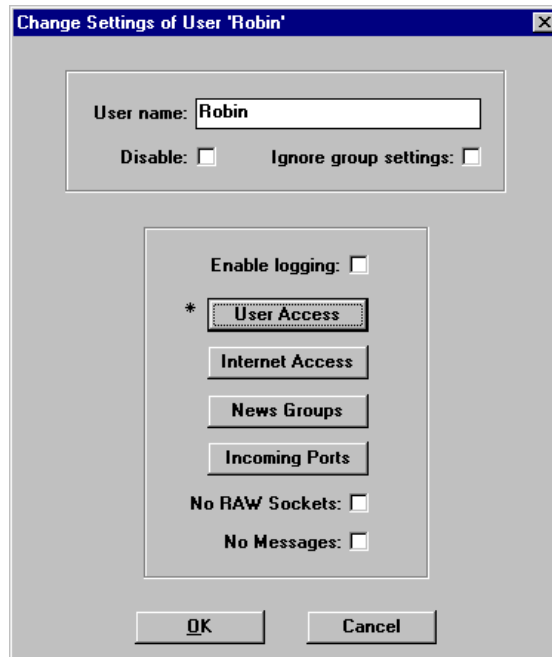 Change Settings of User 'Robin'
User name: Robin
Disable: Ignore group settings:
Enable logging:
* User Access
Internet Access
News Groups
Incoming Ports
No RAW Sockets:
No Messages:
OK Cancel